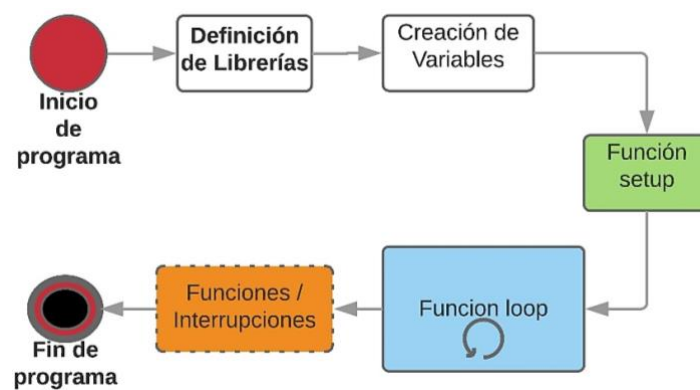 Inicio
de
programa
Definición
de Librerías
Creación de
Variables
Función
setup
Funcion loop
Funciones /
Interrupciones
Fin de
programa